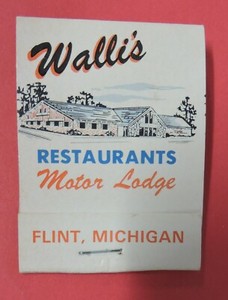 Walli's
RESTAURANTS
Motor Lodge
FLINT, MICHIGAN